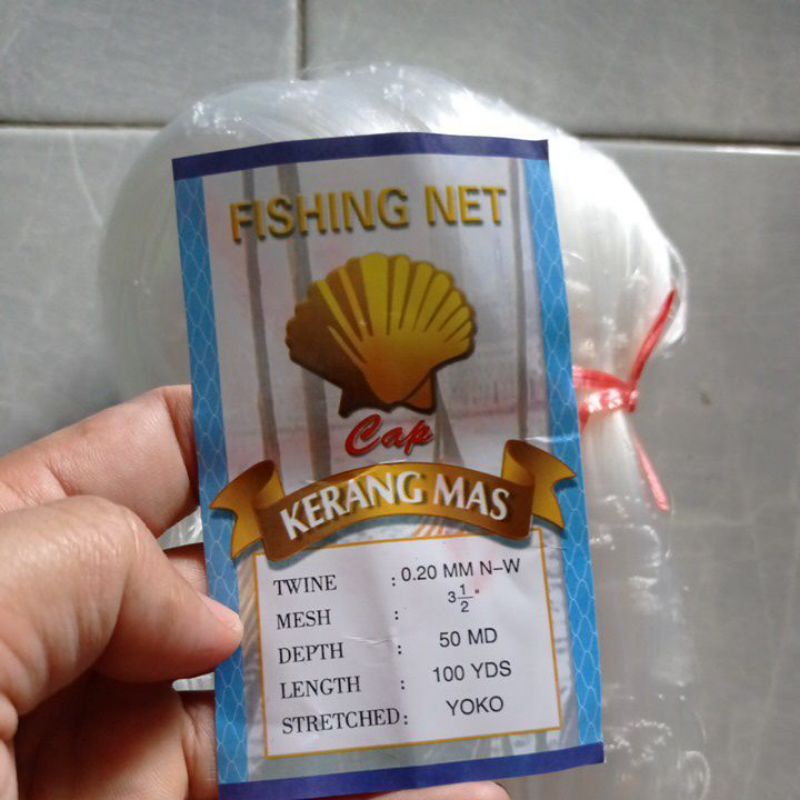 FISHING NET
Cap
KERANG MAS
TWINE : 0.20 MM N-W
MESH : 3 1/2"
DEPTH : 50 MD
LENGTH : 100 YDS
STRETCHED : YOKO